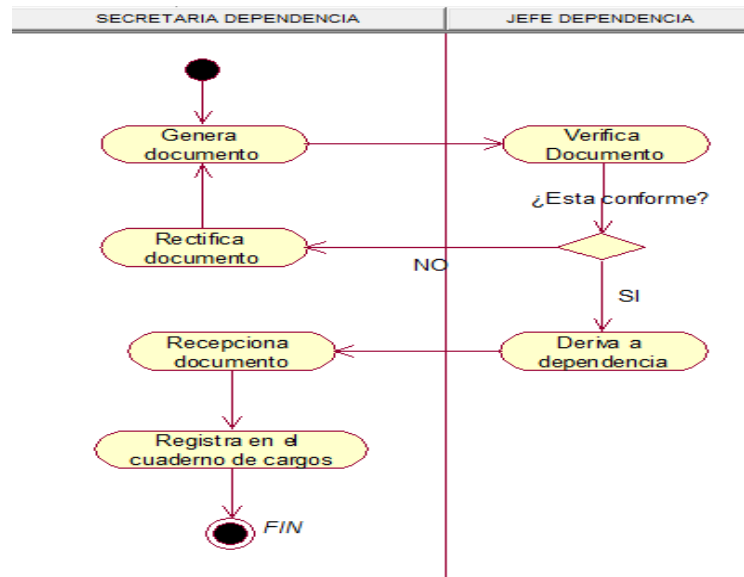 SECRETARIA DEPENDENCIA
JEFE DEPENDENCIA
Genera
documento
Verifica
Documento
¿Esta conforme?
Rectifica
documento
NO
SI
Recepciona
documento
Deriva a
dependencia
Registra en el
cuaderno de cargos
FIN